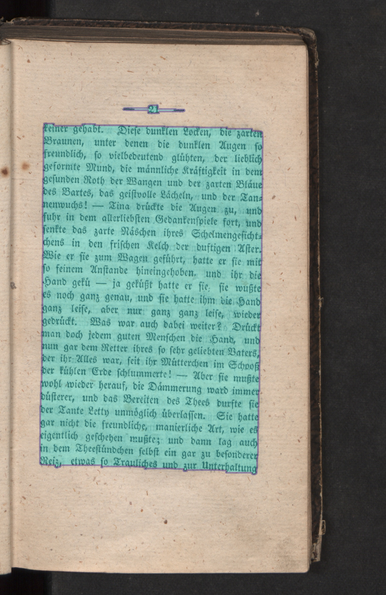 21
keiner gehabt. Diese dunklen Locken, die zarten
Braunen, unter denen die dunklen Augen so
freundlich, so vielbedeutend glühten, der lieblich
geformte Mund, die männliche Kräftigkeit in dem
gesunden Roth der Wangen und der zarten Bläue
des Bartes, das geistvolle Lächeln, und der Tan-
nenwuchs! — Tina drückte die Augen zu, und
fuhr in dem allerliebsten Gedankenspiele fort, und
senkte das zarte Näschen ihres Schelmengesicht-
chens in den frischen Kelch der duftigen Aster.
Wie er sie zum Wagen geführt, hatte er sie mit
so feinem Anstande hineingehoben, und ihr die
Hand gekü — ja geküßt hatte er sie, sie wüßte
es noch ganz genau, und sie hatte ihm die Hand
ganz leise, aber nur ganz ganz leise, wieder
gedrückt. Was war auch dabei weiter? Drückt
man doch jedem guten Menschen die Hand, und
nun gar dem Retter ihres so sehr geliebten Vaters,
der ihr Alles war, seit ihr Mütterchen im Schooß
der kühlen Erde schlummerte! — Aber sie mußte
wohl wieder herauf, die Dämmerung ward immer
düsterer, und das Bereiten des Thees durfte sie
der Tante Letty unmöglich überlassen. Sie hatte
gar nicht die freundliche, manierliche Art, wie es
eigentlich geschehen mußte; und dann lag auch
in dem Theestündchen selbst ein gar zu besonderer
Reiz, etwas so Trauliches und zur Unterhaltung